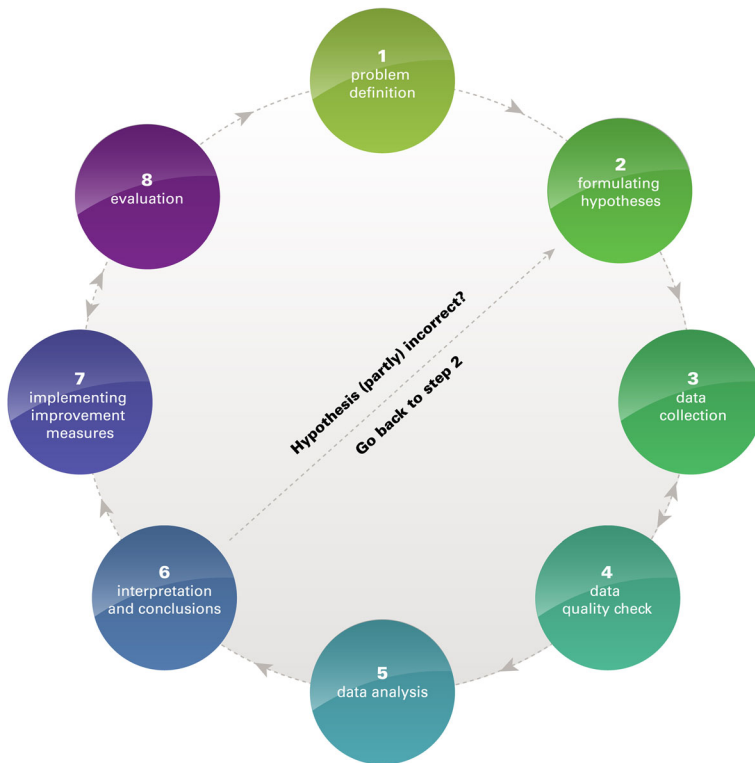 1
problem
definition
2
formulating
hypotheses
3
data
collection
4
data
quality check
5
data analysis
6
interpretation
and conclusions
7
implementing
improvement
measures
8
evaluation
Hypothesis (partly) incorrect?
Go back to step 2